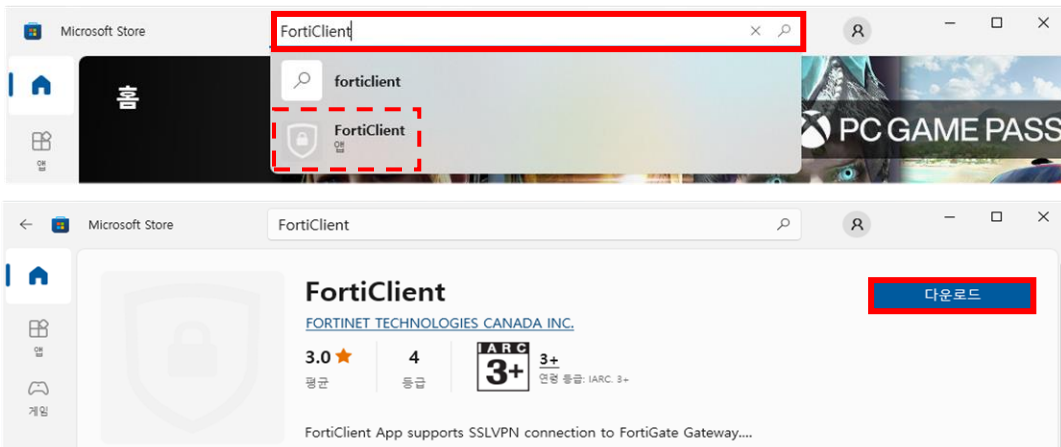 Microsoft Store
FortiClient
홈
forticlient
앱
FortiClient
앱
PC GAME PASS
Microsoft Store
FortiClient
FortiClient
다운로드
FORTINET TECHNOLOGIES CANADA INC.
앱
3.0 ★
4
IARC
3+
3+
평균
등급
연령 등급: IARC. 3+
게임
FortiClient App supports SSLVPN connection to FortiGate Gateway....